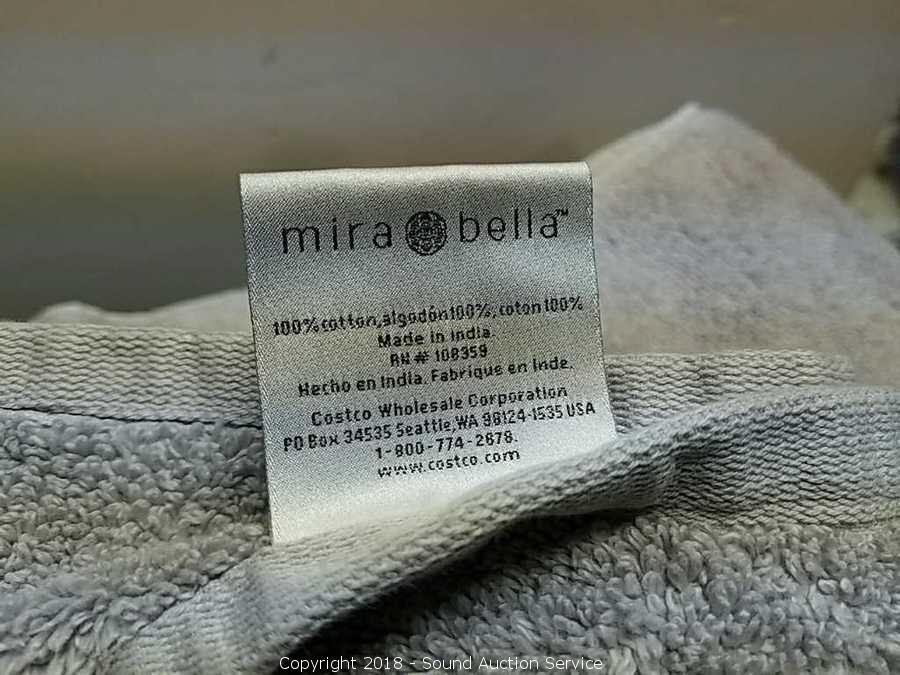 mira bella™
100% cotton, algodón 100%, coton 100%
Made in India.
RN # 108359
Hecho en India. Fabrique en Inde.
Costco Wholesale Corporation
PO Box 34535 Seattle, WA 98124-1535 USA
1-800-774-2678.
www.costco.com
Copyright 2018 - Sound Auction Service